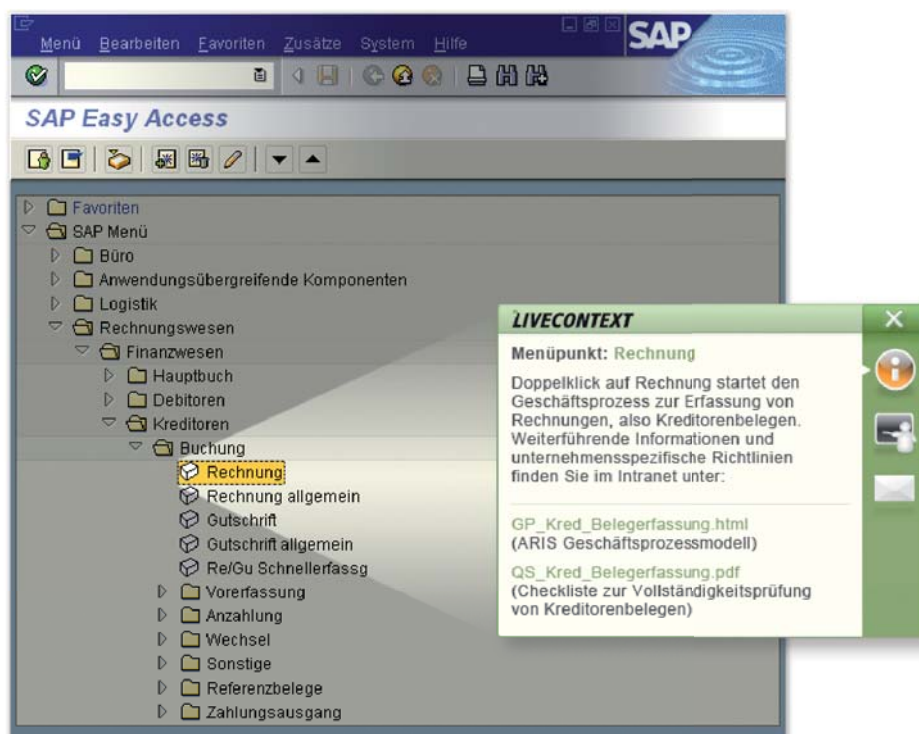 Menü Bearbeiten Favoriten Zusätze System Hilfe
SAP
SAP Easy Access
Favoriten
SAP Menü
Büro
Anwendungsübergreifende Komponenten
Logistik
Rechnungswesen
Finanzwesen
Hauptbuch
Debitoren
Kreditoren
Buchung
Rechnung
Rechnung allgemein
Gutschrift
Gutschrift allgemein
Re/Gu Schnellerfassg
Vorerfassung
Anzahlung
Wechsel
Sonstige
Referenzbelege
Zahlungsausgang
LIVECONTEXT
Menüpunkt: Rechnung
Doppelklick auf Rechnung startet den
Geschäftsprozess zur Erfassung von
Rechnungen, also Kreditorenbelegen.
Weiterführende Informationen und
unternehmensspezifische Richtlinien
finden Sie im Intranet unter:
GP_Kred_Belegerfassung.html
(ARIS Geschäftsprozessmodell)
QS_Kred_Belegerfassung.pdf
(Checkliste zur Vollständigkeitsprüfung
von Kreditorenbelegen)